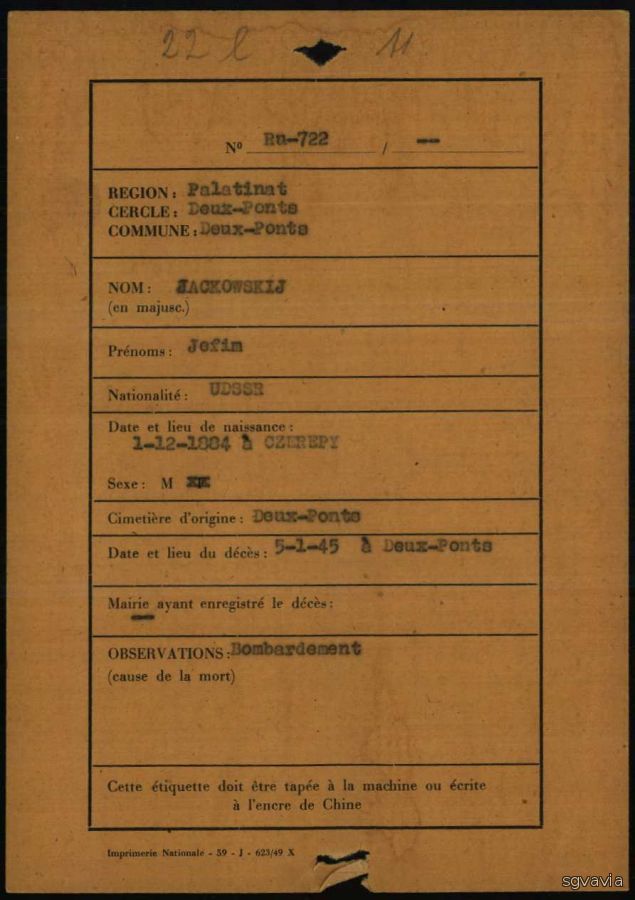 22 l 11
Nº Ru-722 / --
REGION: Palatinat
CERCLE: Deux-Ponts
COMMUNE: Deux-Ponts
NOM: JACKOWSKIJ
(en majusc.)
Prénoms: Jefim
Nationalité: UDSSR
Date et lieu de naissance:
1-12-1884 à CZEREPY
Sexe: M
Cimetière d'origine: Deux-Ponts
Date et lieu du décès: 5-1-45 à Deux-Ponts
Mairie ayant enregistré le décès:
--
OBSERVATIONS: Bombardement
(cause de la mort)
Cette étiquette doit être tapée à la machine ou écrite
à l'encre de Chine
Imprimerie Nationale - 59 - J - 623/49 X
sgvavia